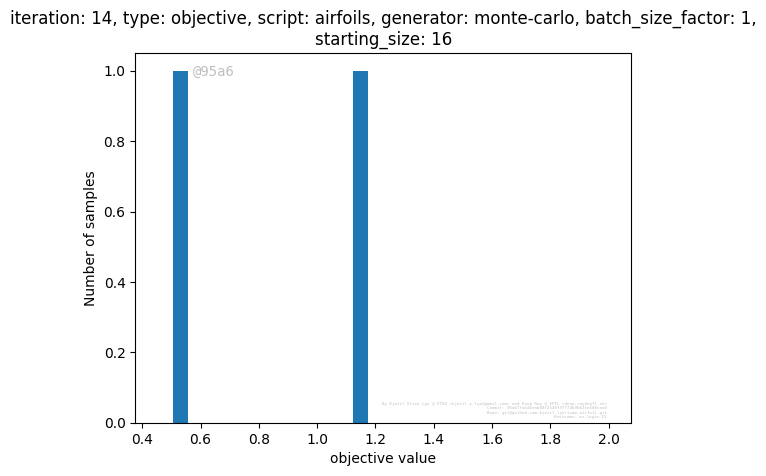 iteration: 14, type: objective, script: airfoils, generator: monte-carlo, batch_size_factor: 1,
starting_size: 16
@95a6
1.0
0.8
0.6
0.4
0.2
0.0
Number of samples
0.4 0.6 0.8 1.0 1.2 1.4 1.6 1.8 2.0
objective value